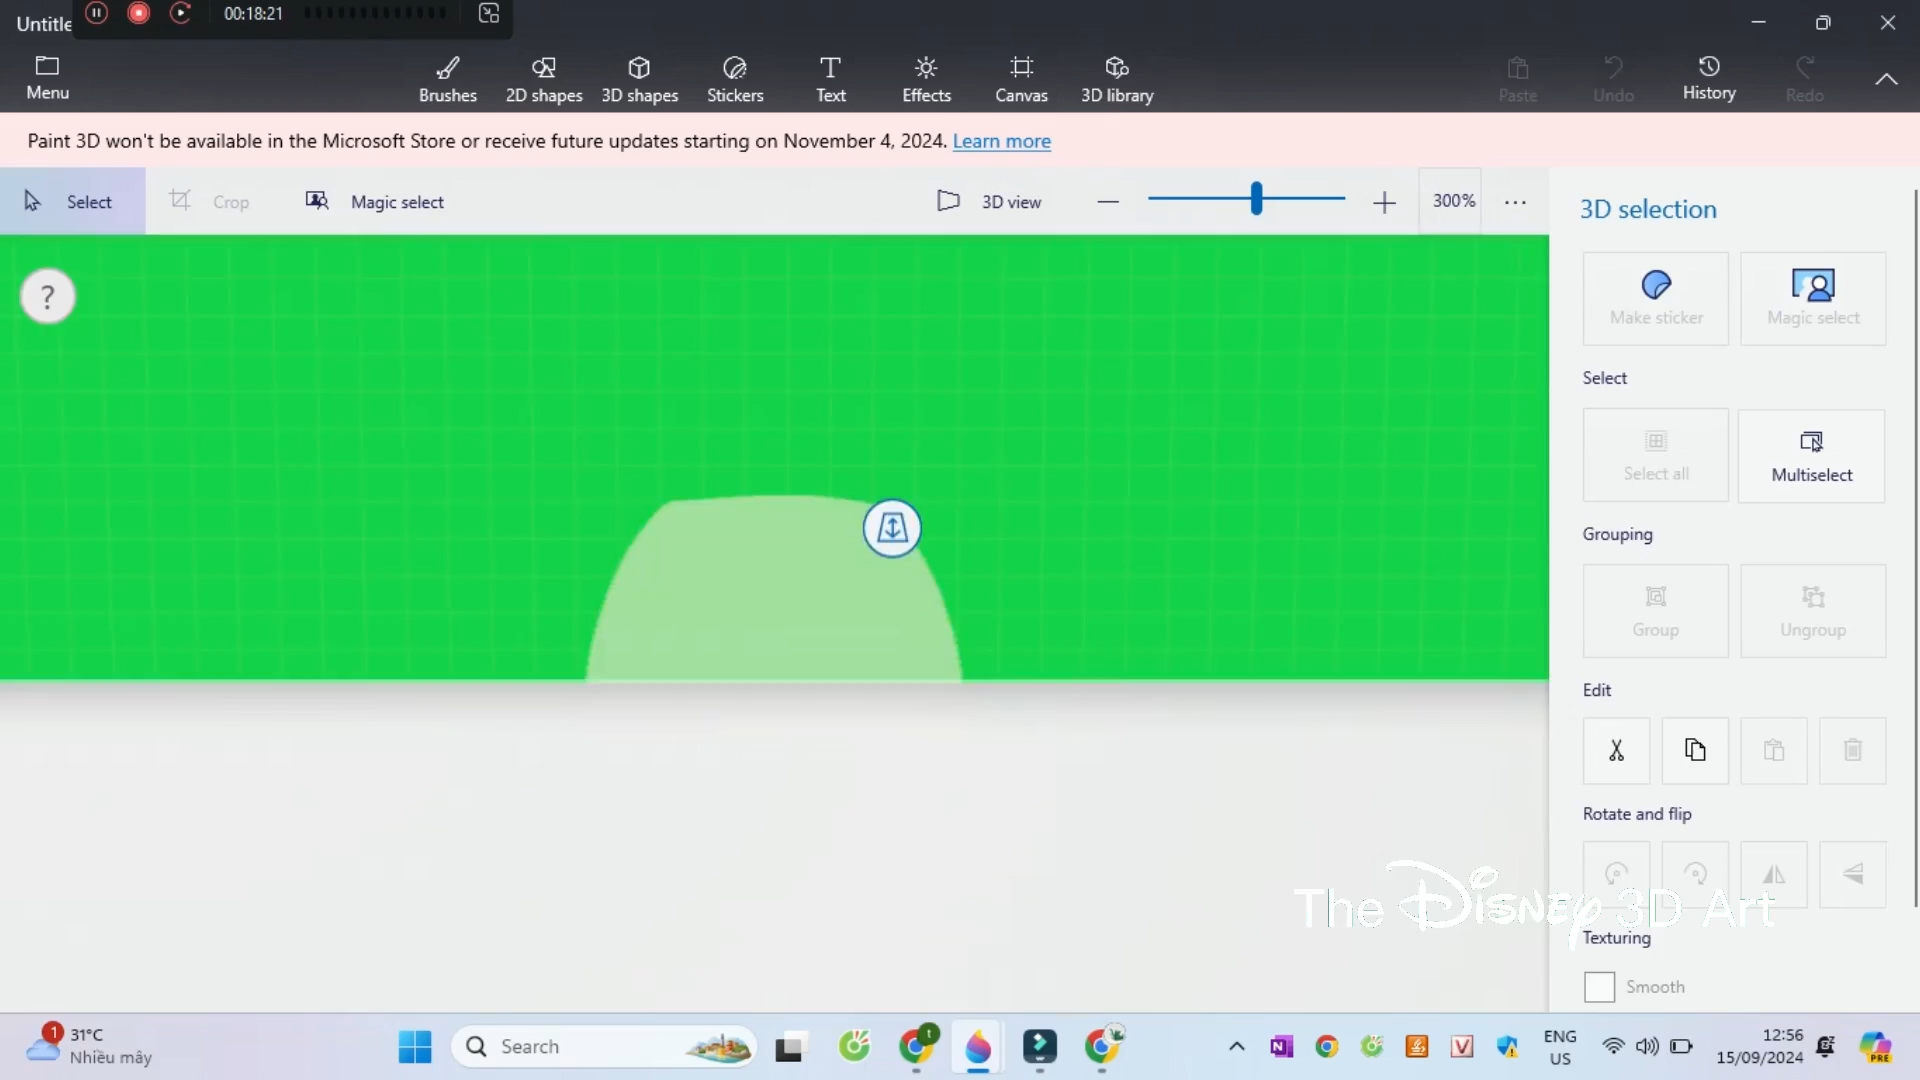 Untitle
00:18:21
Menu
Brushes
2D shapes
3D shapes
Stickers
Text
Effects
Canvas
3D library
Paste
Undo
History
Redo
Paint 3D won't be available in the Microsoft Store or receive future updates starting on November 4, 2024. Learn more
Select
Crop
Magic select
3D view
300%
?
3D selection
Make sticker
Magic select
Select
Select all
Multiselect
Grouping
Group
Ungroup
Edit
Rotate and flip
The Disney 3D Art
Texturing
Smooth
1
31°C
Nhiều mây
Search
t
N
V
ENG
US
12:56
15/09/2024
PRE